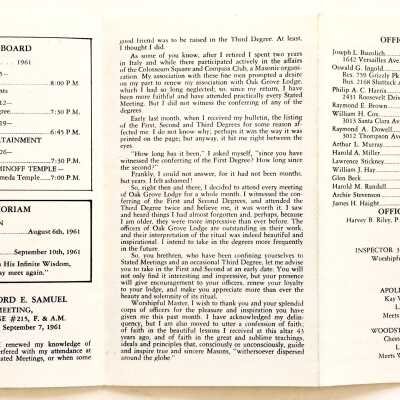 BOARD
. . . . 1961
8:00 P.M.
7:30 P.M.
6:45 P.M.
TAINMENT
MINOFF TEMPLE—
meda Temple—7:30 P.M.
ORIAM
August 6th, 1961
September 10th, 1961
His Infinite Wisdom,
y meet again."
ORD E. SAMUEL
MEETING,
GE #215, F. & A.M.
September 7, 1961
I renewed my knowledge of
erfered with my attendance at
Stated Meetings, or when some
good friend was to be raised in the Third Degree. At least,
I thought I did.
As some of you know, after I retired I spent two years
in Italy and while there participated actively in the affairs
of the Colosseum Square and Compass Club, a Masonic organ-
ization. My association with these fine men prompted a desire
on my part to renew my association with Oak Grove Lodge,
which I had so long neglected; so, since my return, I have
been more faithful and have attended practically every Stated
Meeting. But I did not witness the conferring of any of the
degrees.
Early last month, when I received my bulletin, the listing
of the First, Second and Third Degrees for some reason af-
fected me. I do not know why; perhaps it was the way it was
printed on the page; but anyway, it hit me right between the
eyes.
"How long has it been," I asked myself, "since you have
witnessed the conferring of the First Degree? How long since
the second?"
Frankly, I could not answer, for it had not been months,
but years. I felt ashamed!
So, right then and there, I decided to attend every meeting
of Oak Grove Lodge for a whole month. I witnessed the con-
ferring of the First and Second Degrees, and attended the
Third Degree twice and believe me, it was worth it. I saw
and heard things I had almost forgotten and, perhaps, because
I am older, they were more impressive than ever before. The
officers of Oak Grove Lodge are outstanding on their work,
and their interpretation of the ritual was indeed beautiful and
inspirational. I intend to take in the degrees more frequently
in the future.
So, you brethren, who have been confining yourselves to
Stated Meetings and an occasional Third Degree, let me advise
you to take in the First and Second at an early date. You will
not only find it interesting and impressive, but your presence
will give encouragement to your officers, renew your loyalty
to your lodge, and make you appreciate more than ever the
beauty and solemnity of its ritual.
Worshipful Master, I wish to thank you and your splendid
corps of officers for the pleasure and inspiration you have
given me this past month. I have acknowledged my delin-
quency, but I am also moved to utter a confession of faith;
of faith in the beautiful lessons I received at this altar 43
years ago, and of faith in the great and sublime teachings,
ideals and principles that, consciously or unconsciously, guide
and inspire true and sincere Masons, "withersoever dispersed
around the globe."
OFFIC
Joseph L.
1642 Versailles Ave
Oswald G. Ingold
Res. 759 Grizzly Pk
Bus. 2168 Shattuck A
Philip A. C. Harris
2431 Roosevelt Driv
Raymond E. Brown
William H. Cox
3013 Santa Clara Ave
Raymond A. Dowell
3012 Thompson Ave
Arthur L. Murray
Harold A. Miller
Lawrence Stickney
William J. Hay
Glen Beck
Harold M. Randall
Archie Stevenson
James H. Haight
OFFIC
Harvey B. Riley, P
INSPECTOR 3
Worshipful
APOL
Kay
L
M
WOODST
Chest
L
M